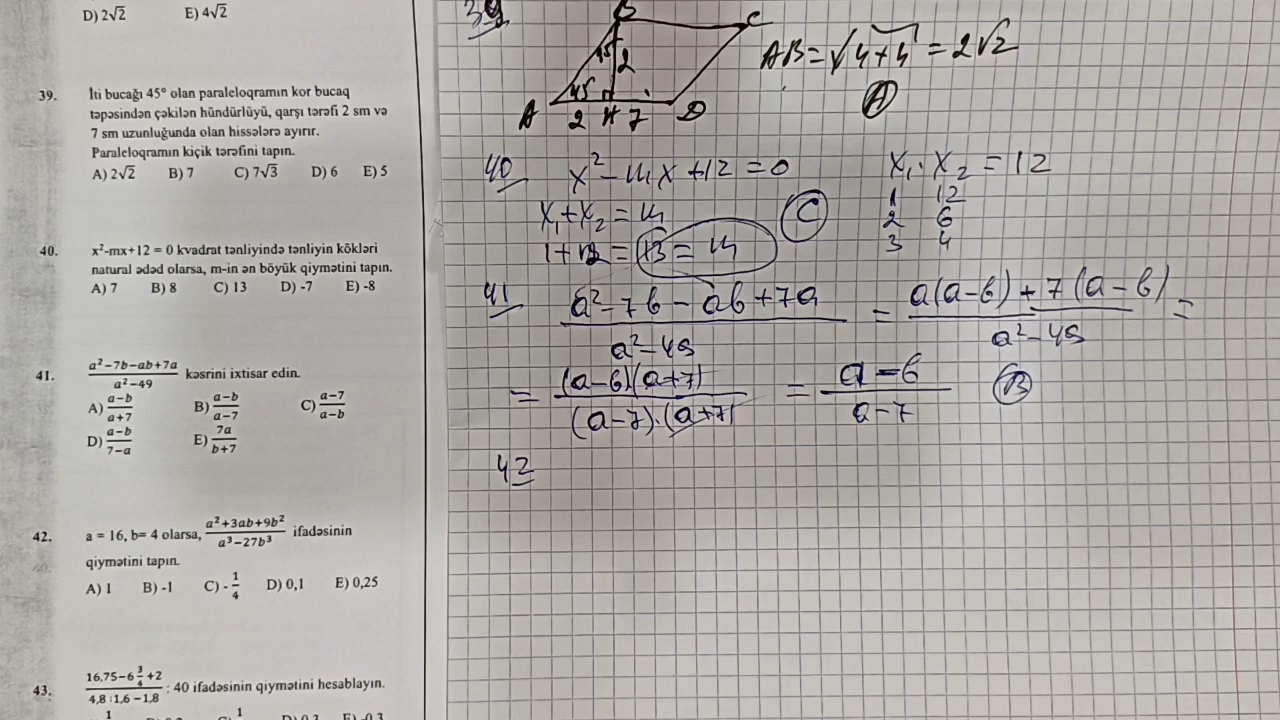 D) 2√2 E) 4√2
39. İti bucağı 45° olan paraleloqramın kor bucaq
təpəsindən çəkilən hündürlüyü, qarşı tərəfi 2 sm və
7 sm uzunluğunda olan hissələrə ayırır.
Paraleloqramın kiçik tərəfini tapın.
A) 2√2 B) 7 C) 7√3 D) 6 E) 5
40. x²-mx+12 = 0 kvadrat tənliyində tənliyin kökləri
natural ədəd olarsa, m-in ən böyük qiymətini tapın.
A) 7 B) 8 C) 13 D) -7 E) -8
41. (a²-7b-ab+7a)/(a²-49) kəsrini ixtisar edin.
A) (a-b)/(a+7) B) (a-b)/(a-7) C) (a-7)/(a-b)
D) (a-b)/(7-a) E) 7a/(b+7)
42. a = 16, b= 4 olarsa, (a²+3ab+9b²)/(a³-27b³) ifadəsinin
qiymətini tapın.
A) 1 B) -1 C) -1/4 D) 0,1 E) 0,25
43. (16,75-6 3/4+2)/(4,8:1,6-1,8) : 40 ifadəsinin qiymətini hesablayın.
39
B C
45 2
45
A 2 H 7 D
AB = √4+4 = 2√2
A
40 x² - mx + 12 = 0
x₁ + x₂ = m
1 + 12 = 13 = m
C
x₁ · x₂ = 12
1 12
2 6
3 4
41 (a² - 7b - ab + 7a)/(a² - 49) = (a(a-b) + 7(a-b))/(a² - 49) =
= ((a-b)(a+7))/((a-7)·(a+7)) = (a-b)/(a-7) B
42